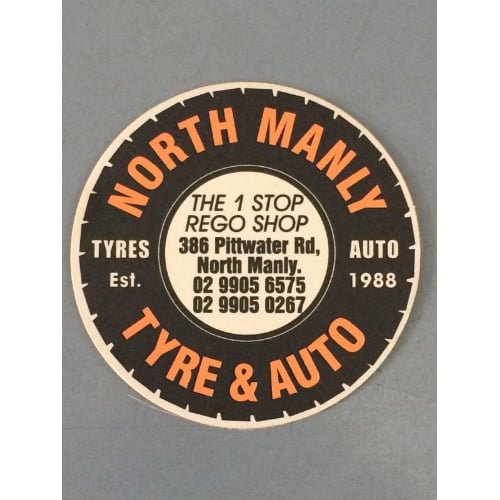 NORTH MANLY
THE 1 STOP
REGO SHOP
386 Pittwater Rd,
North Manly.
02 9905 6575
02 9905 0267
TYRES
Est.
AUTO
1988
TYRE & AUTO